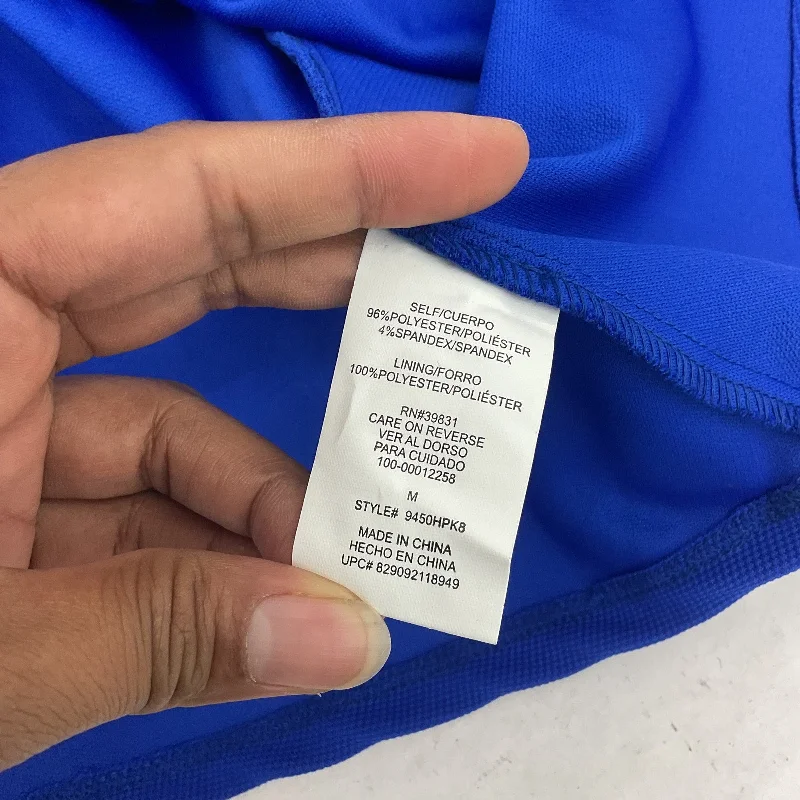 SELF/CUERPO
96%POLYESTER/POLIÉSTER
4%SPANDEX/SPANDEX
LINING/FORRO
100%POLYESTER/POLIÉSTER
RN#39831
CARE ON REVERSE
VER AL DORSO
PARA CUIDADO
100-00012258
M
STYLE# 9450HPK8
MADE IN CHINA
HECHO EN CHINA
UPC# 829092118949